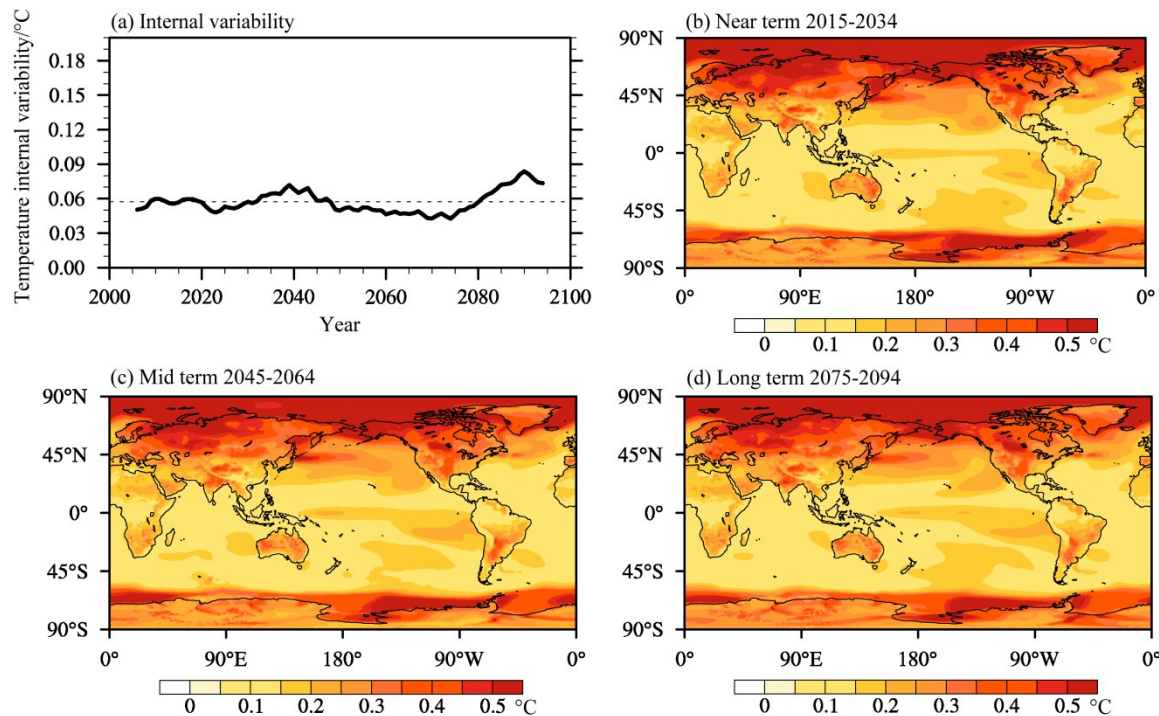 (a) Internal variability
Temperature internal variability/°C
0.18
0.15
0.12
0.09
0.06
0.03
0.00
2000 2020 2040 2060 2080 2100
Year
(b) Near term 2015-2034
90°N
45°N
0°
45°S
90°S
0° 90°E 180° 90°W 0°
0 0.1 0.2 0.3 0.4 0.5 °C
(c) Mid term 2045-2064
90°N
45°N
0°
45°S
90°S
0° 90°E 180° 90°W 0°
0 0.1 0.2 0.3 0.4 0.5 °C
(d) Long term 2075-2094
90°N
45°N
0°
45°S
90°S
0° 90°E 180° 90°W 0°
0 0.1 0.2 0.3 0.4 0.5 °C